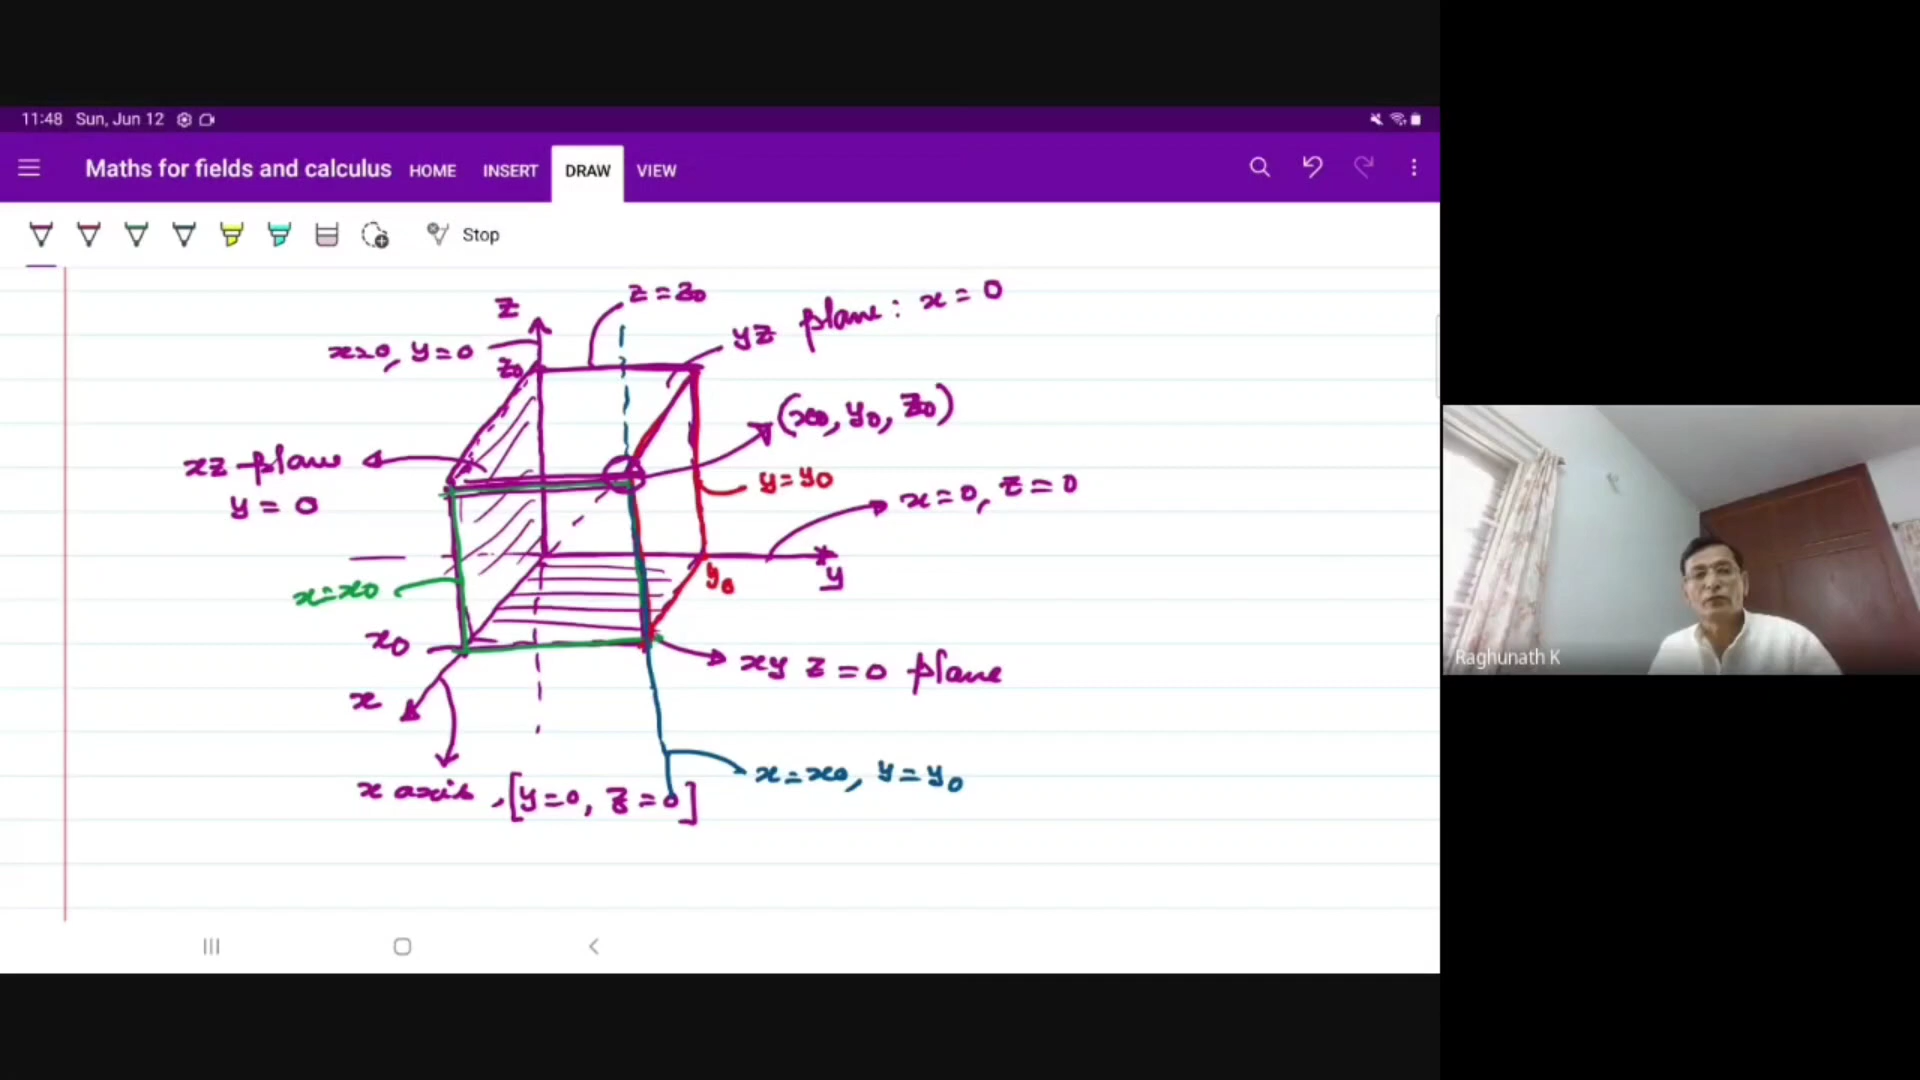 11:48 Sun, Jun 12
Maths for fields and calculus HOME INSERT DRAW VIEW
Stop
z
z = z0
yz plane : x = 0
x=0, y=0
z0
(x0, y0, z0)
xz plane
y = 0
y = y0
x=0, z=0
x=x0
y0
y
x0
x
xy z=0 plane
x axis, [y=0, z=0]
x=x0, y=y0
Raghunath K